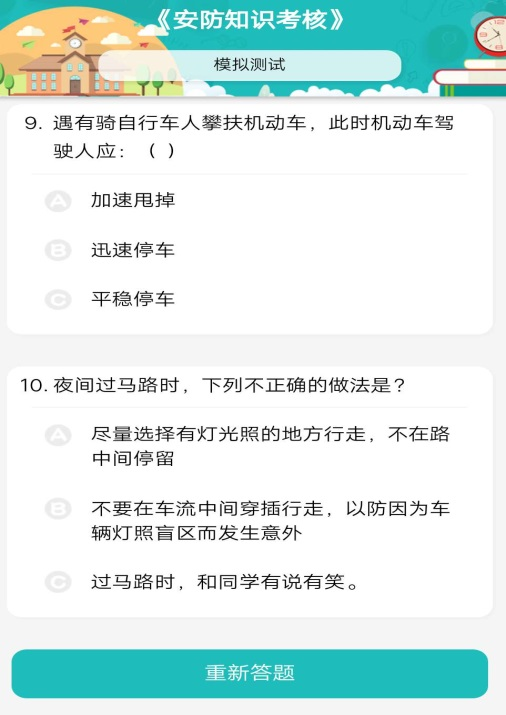 《安防知识考核》
模拟测试
9. 遇有骑自行车人攀扶机动车，此时机动车驾
驶人应：（ ）
A 加速甩掉
B 迅速停车
C 平稳停车
10. 夜间过马路时，下列不正确的做法是？
A 尽量选择有灯光照的地方行走，不在路
中间停留
B 不要在车流中间穿插行走，以防因为车
辆灯照盲区而发生意外
C 过马路时，和同学有说有笑。
重新答题